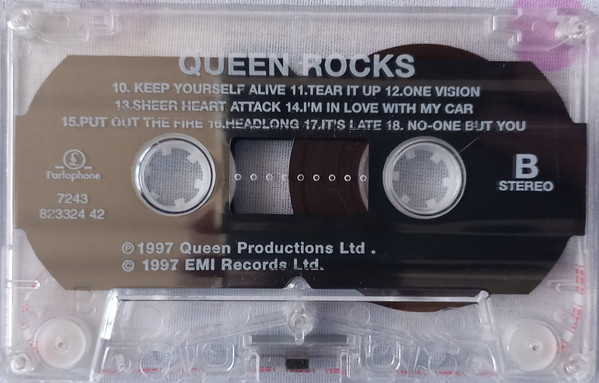 QUEEN ROCKS
10. KEEP YOURSELF ALIVE 11.TEAR IT UP 12.ONE VISION
13.SHEER HEART ATTACK 14.I'M IN LOVE WITH MY CAR
15.PUT OUT THE FIRE 16.HEADLONG 17.IT'S LATE 18. NO-ONE BUT YOU
Parlophone
7243
823324 42
B
STEREO
℗ 1997 Queen Productions Ltd .
© 1997 EMI Records Ltd.